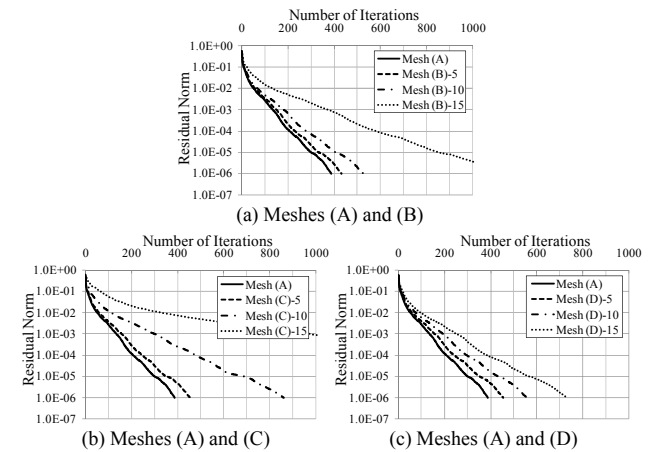 Number of Iterations
0 200 400 600 800 1000
1.0E+00
1.0E-01
1.0E-02
1.0E-03
1.0E-04
1.0E-05
1.0E-06
1.0E-07
Residual Norm
Mesh (A)
Mesh (B)-5
Mesh (B)-10
Mesh (B)-15
(a) Meshes (A) and (B)
Number of Iterations
0 200 400 600 800 1000
1.0E+00
1.0E-01
1.0E-02
1.0E-03
1.0E-04
1.0E-05
1.0E-06
1.0E-07
Residual Norm
Mesh (A)
Mesh (C)-5
Mesh (C)-10
Mesh (C)-15
(b) Meshes (A) and (C)
Number of Iterations
0 200 400 600 800 1000
1.0E+00
1.0E-01
1.0E-02
1.0E-03
1.0E-04
1.0E-05
1.0E-06
1.0E-07
Residual Norm
Mesh (A)
Mesh (D)-5
Mesh (D)-10
Mesh (D)-15
(c) Meshes (A) and (D)